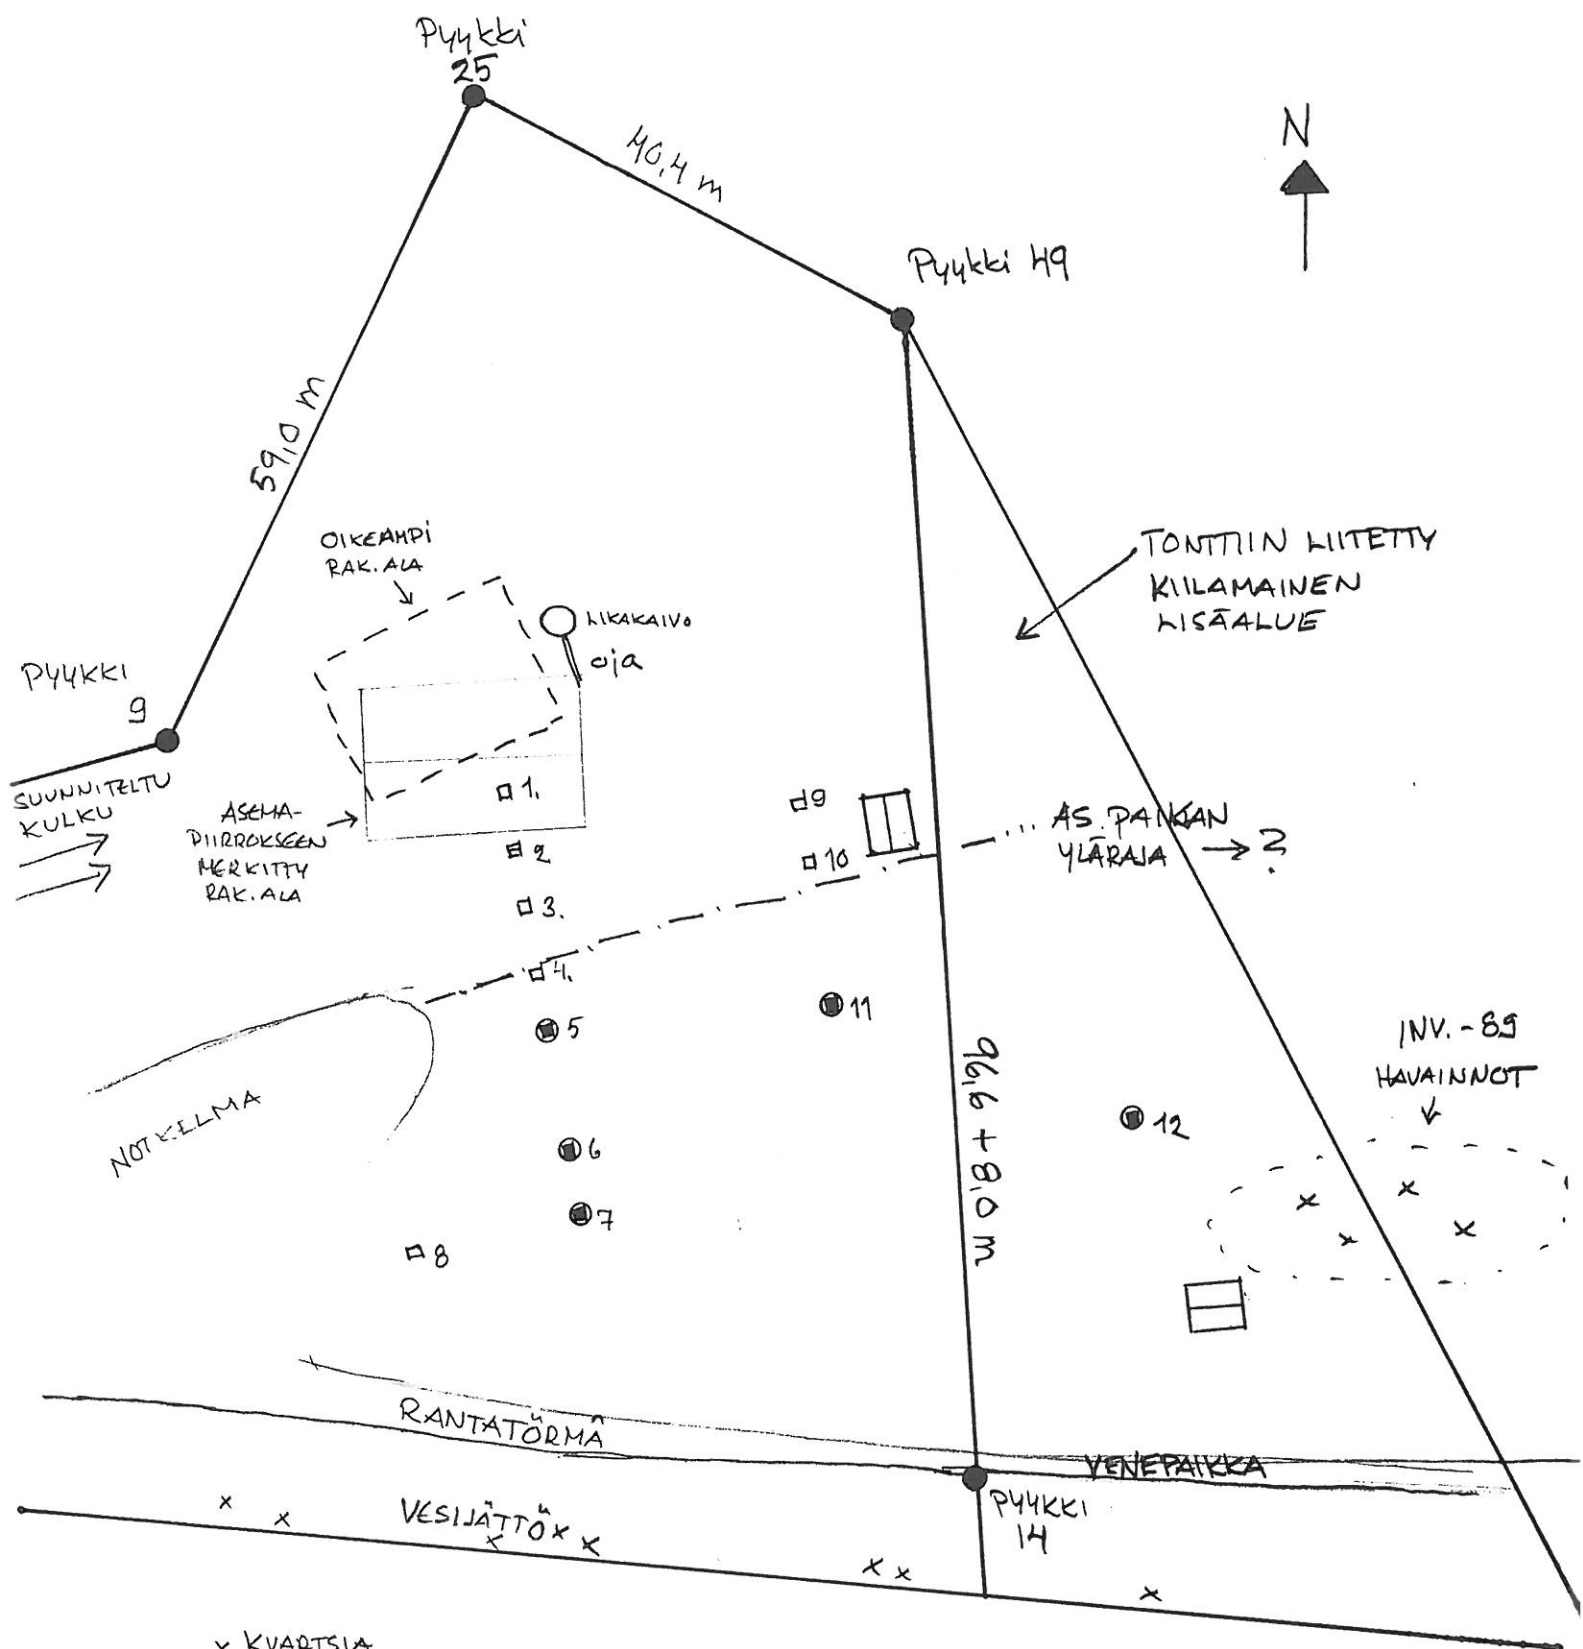 Pyykki
25
40,4 m
N
Pyykki 49
59,0 m
OIKEAMPI
RAK. ALA
TONTTIIN LIITETTY
KIILAMAINEN
LISÄALUE
LIKAKAIVO
oja
PYYKKI
9
SUUNNITELTU
KULKU
ASEMA-
PIIRROKSEEN
MERKITTY
RAK. ALA
1.
2
3.
4.
5
6
7
8
9
10
11
12
AS. PAIKAN
YLÄRAJA → ?
INV. -89
HAVAINNOT
NOTKELMA
96,6 + 8,0 m
RANTATÖRMÄ
VENEPAIKKA
PYYKKI
14
VESIJÄTTÖ
x KVARTSIA